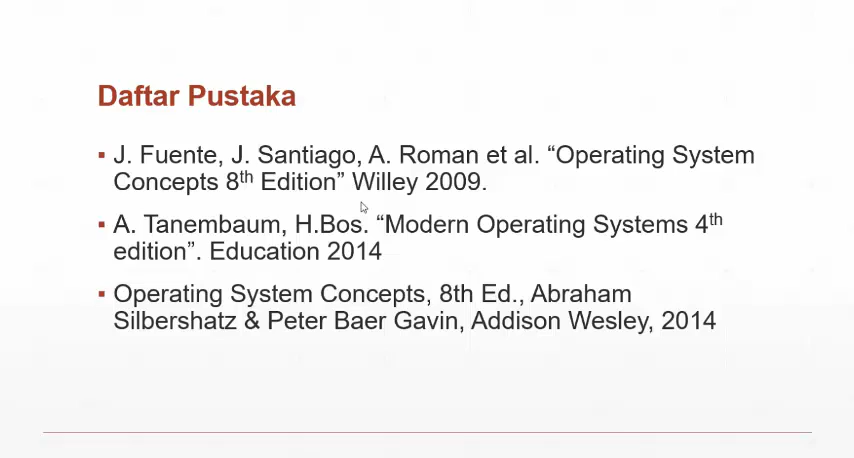 Daftar Pustaka
▪ J. Fuente, J. Santiago, A. Roman et al. “Operating System
Concepts 8th Edition” Willey 2009.
▪ A. Tanembaum, H.Bos. “Modern Operating Systems 4th
edition”. Education 2014
▪ Operating System Concepts, 8th Ed., Abraham
Silbershatz & Peter Baer Gavin, Addison Wesley, 2014